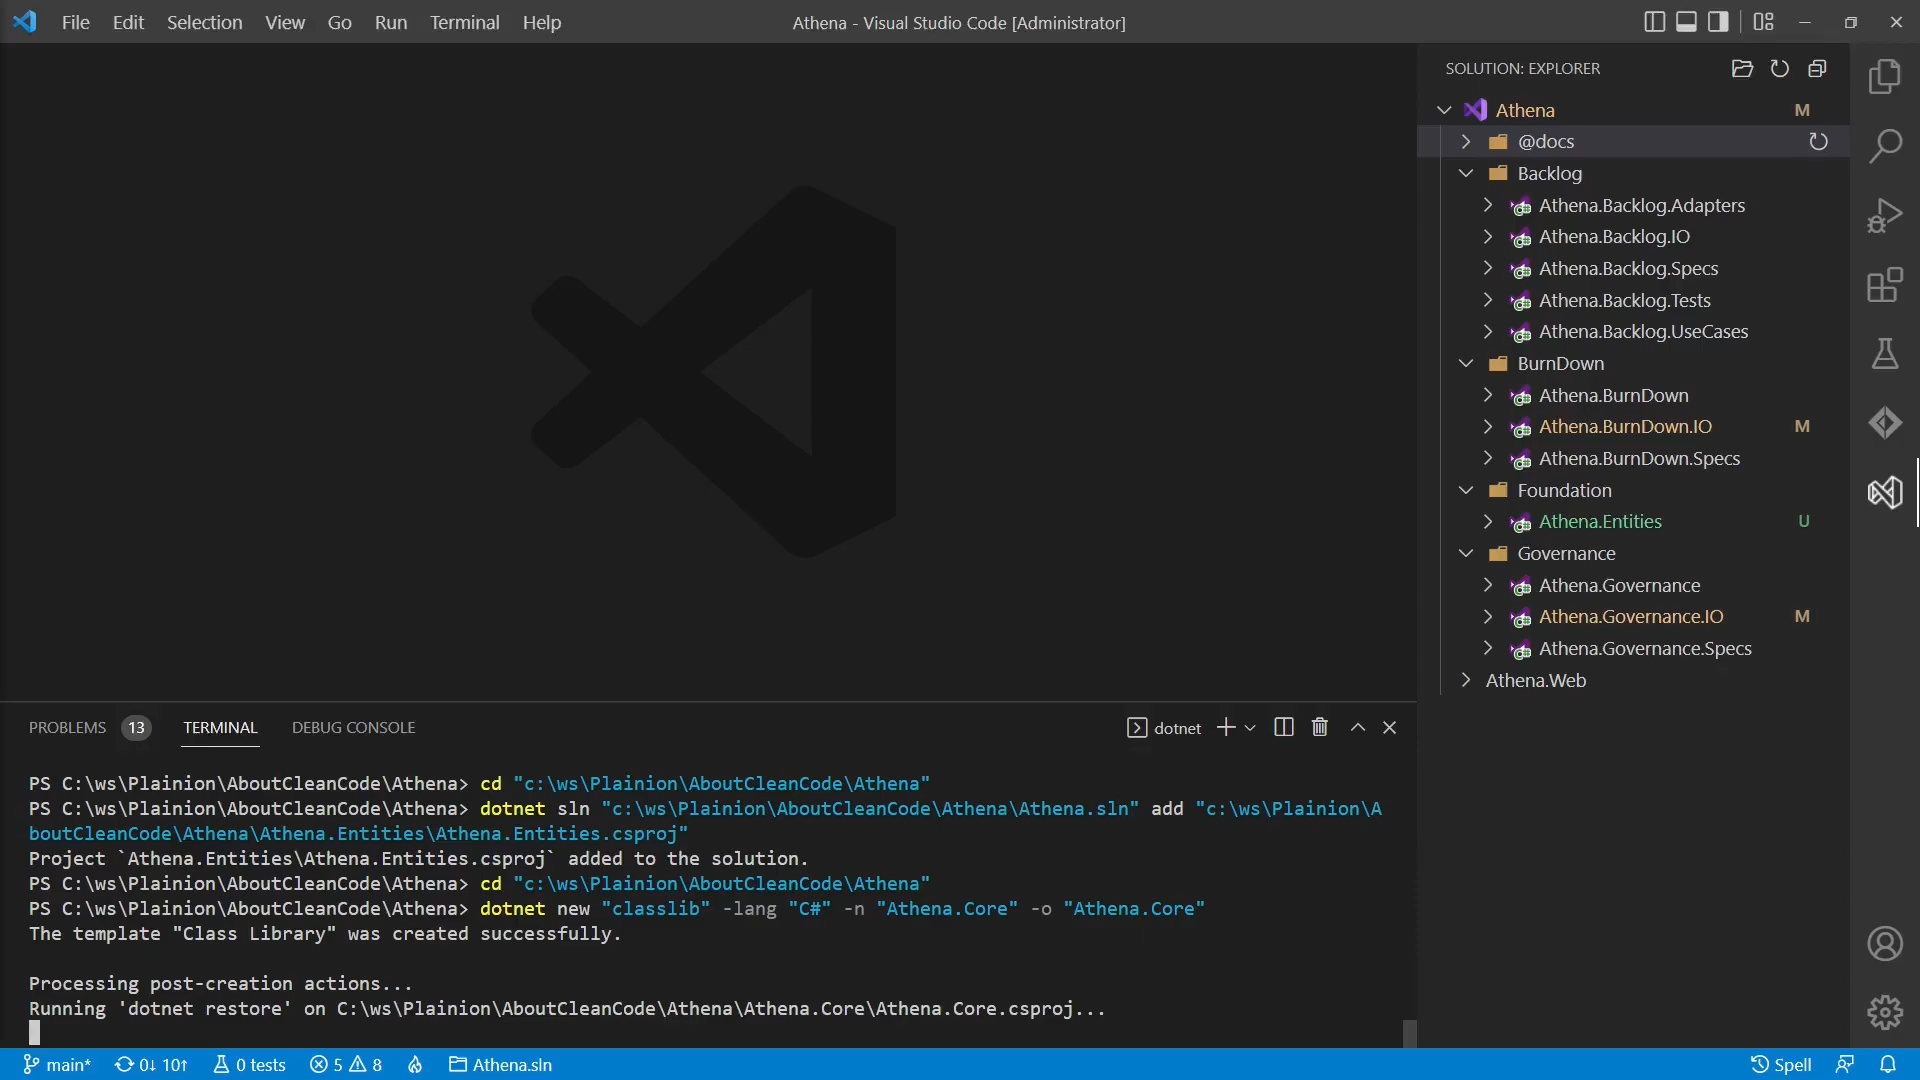 File Edit Selection View Go Run Terminal Help
Athena - Visual Studio Code [Administrator]
SOLUTION: EXPLORER
Athena M
@docs
Backlog
Athena.Backlog.Adapters
Athena.Backlog.IO
Athena.Backlog.Specs
Athena.Backlog.Tests
Athena.Backlog.UseCases
BurnDown
Athena.BurnDown
Athena.BurnDown.IO M
Athena.BurnDown.Specs
Foundation
Athena.Entities U
Governance
Athena.Governance
Athena.Governance.IO M
Athena.Governance.Specs
Athena.Web
PROBLEMS 13 TERMINAL DEBUG CONSOLE
dotnet
PS C:\ws\Plainion\AboutCleanCode\Athena> cd "c:\ws\Plainion\AboutCleanCode\Athena"
PS C:\ws\Plainion\AboutCleanCode\Athena> dotnet sln "c:\ws\Plainion\AboutCleanCode\Athena\Athena.sln" add "c:\ws\Plainion\A
boutCleanCode\Athena\Athena.Entities\Athena.Entities.csproj"
Project `Athena.Entities\Athena.Entities.csproj` added to the solution.
PS C:\ws\Plainion\AboutCleanCode\Athena> cd "c:\ws\Plainion\AboutCleanCode\Athena"
PS C:\ws\Plainion\AboutCleanCode\Athena> dotnet new "classlib" -lang "C#" -n "Athena.Core" -o "Athena.Core"
The template "Class Library" was created successfully.
Processing post-creation actions...
Running 'dotnet restore' on C:\ws\Plainion\AboutCleanCode\Athena\Athena.Core\Athena.Core.csproj...
main* 0↓ 10↑ 0 tests 5 8 Athena.sln
Spell